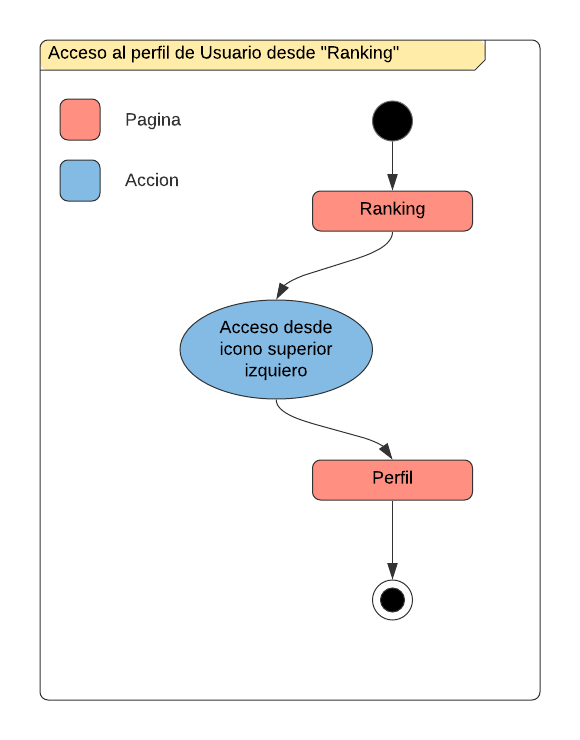 Acceso al perfil de Usuario desde "Ranking"
Pagina
Accion
Ranking
Acceso desde
icono superior
izquiero
Perfil